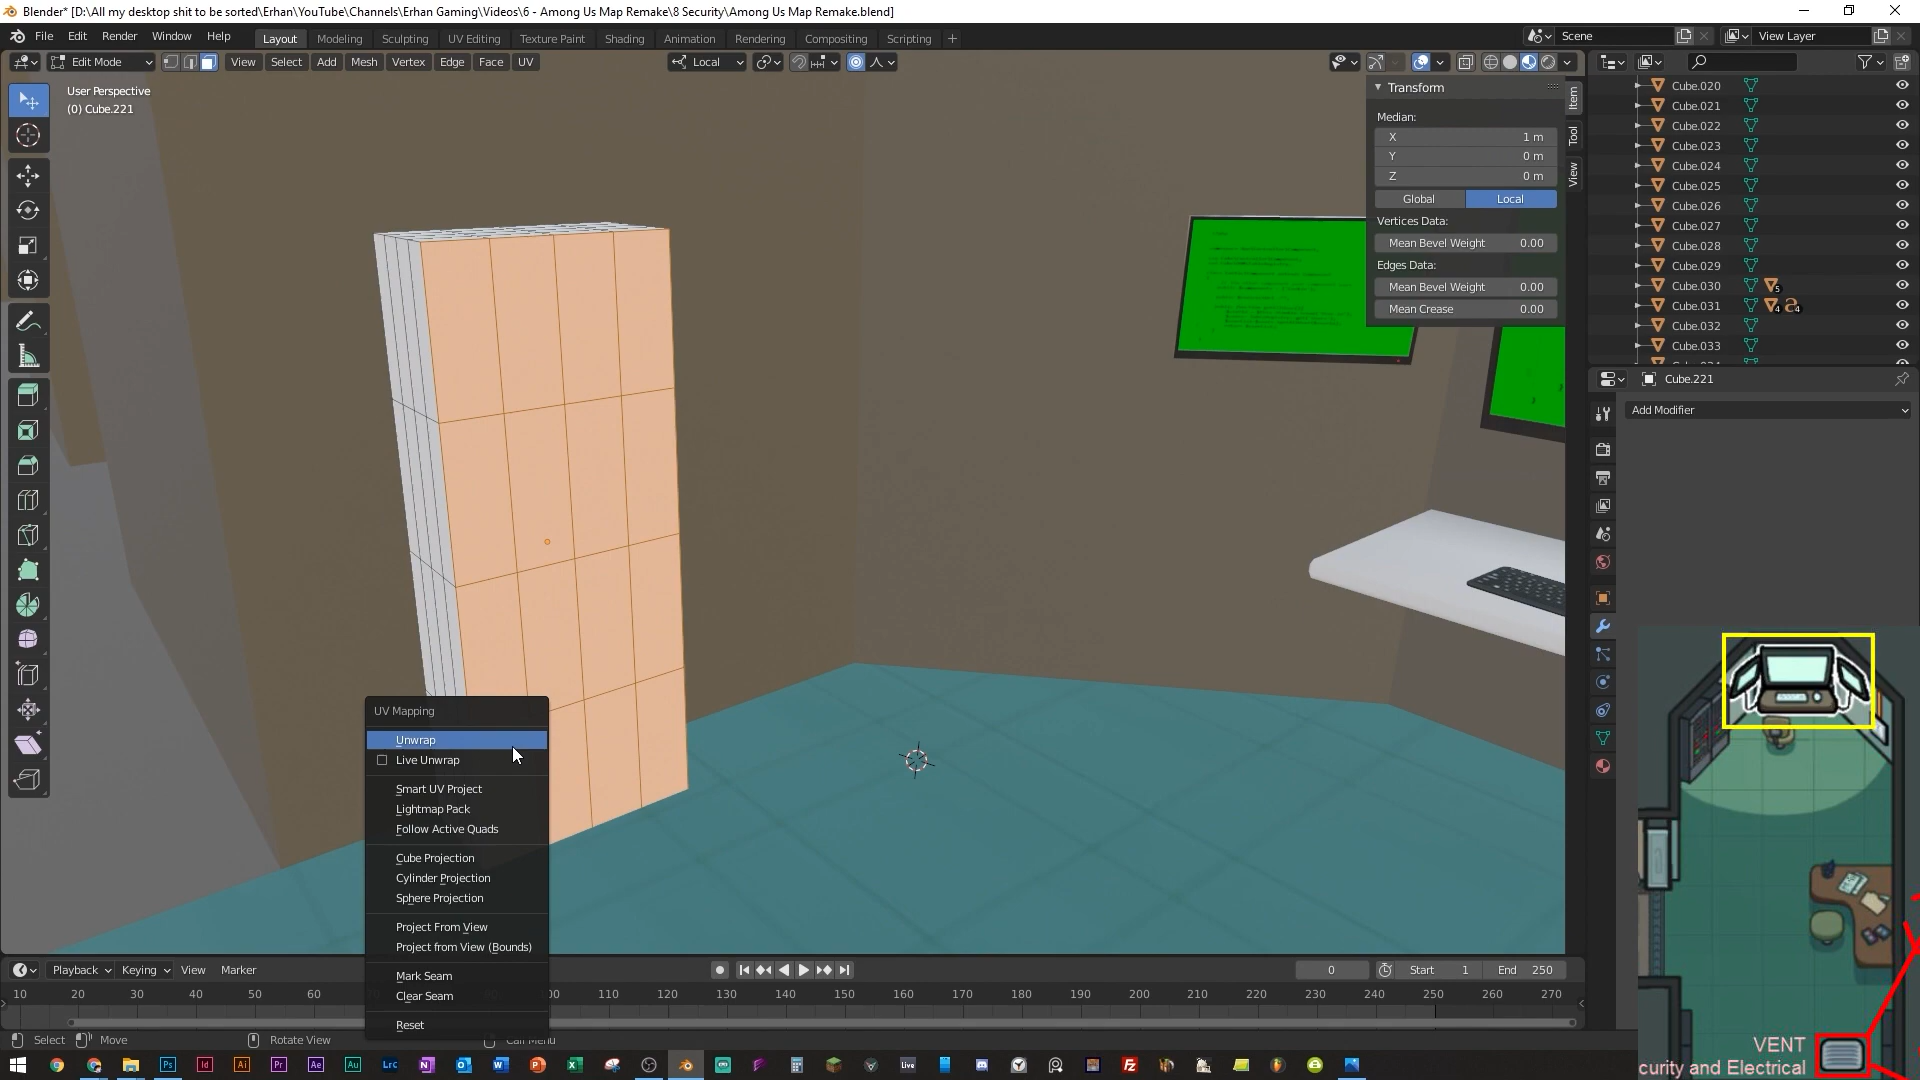 Blender* [D:\All my desktop shit to be sorted\Erhan\YouTube\Channels\Erhan Gaming\Videos\6 - Among Us Map Remake\8 Security\Among Us Map Remake.blend]
File Edit Render Window Help Layout Modeling Sculpting UV Editing Texture Paint Shading Animation Rendering Compositing Scripting Scene View Layer
Edit Mode View Select Add Mesh Vertex Edge Face UV Local
User Perspective
(0) Cube.221
Transform
Median:
X 1 m
Y 0 m
Z 0 m
Global Local
Vertices Data:
Mean Bevel Weight 0.00
Edges Data:
Mean Bevel Weight 0.00
Mean Crease 0.00
Item
Tool
View
Cube.020
Cube.021
Cube.022
Cube.023
Cube.024
Cube.025
Cube.026
Cube.027
Cube.028
Cube.029
Cube.030 5
Cube.031 4 4
Cube.032
Cube.033
Cube.221
Add Modifier
UV Mapping
Unwrap
Live Unwrap
Smart UV Project
Lightmap Pack
Follow Active Quads
Cube Projection
Cylinder Projection
Sphere Projection
Project From View
Project from View (Bounds)
Mark Seam
Clear Seam
Reset
Playback Keying View Marker 0 Start 1 End 250
10 20 30 40 50 60 100 110 120 130 140 150 160 170 180 190 200 210 220 230 240 250 260 270
Select Move Rotate View Call Menu
VENT
curity and Electrical